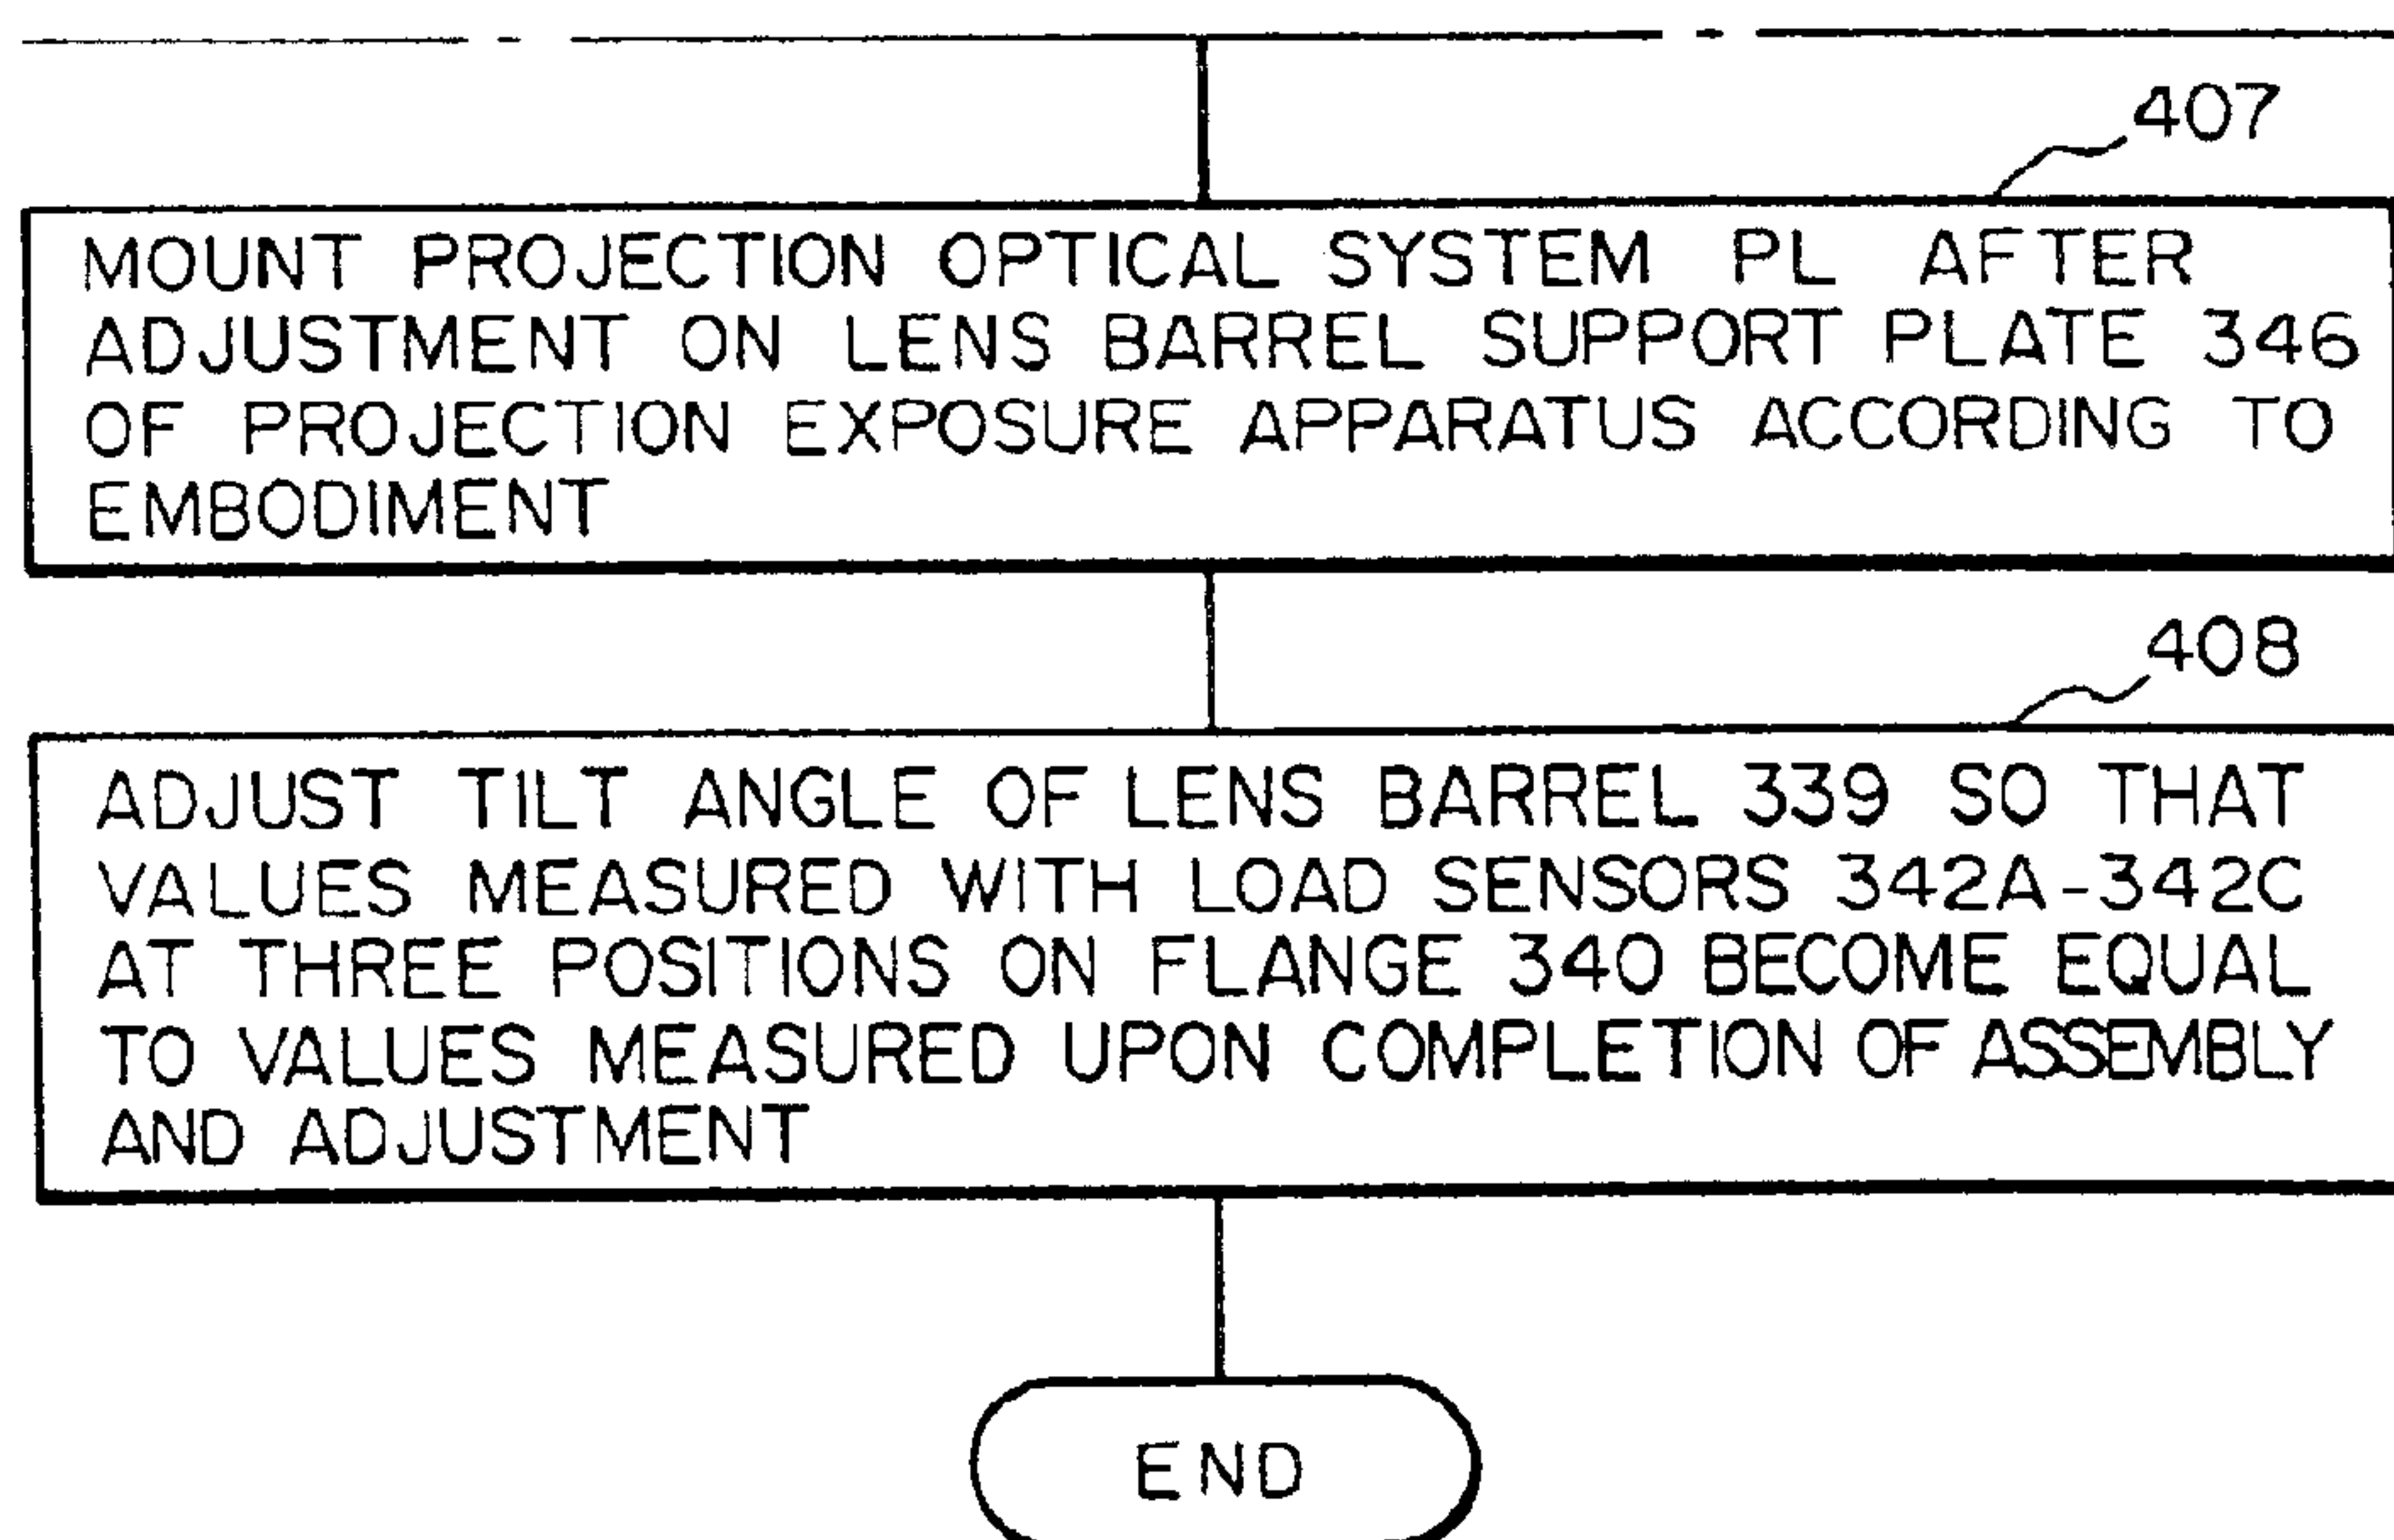 407
MOUNT PROJECTION OPTICAL SYSTEM PL AFTER
ADJUSTMENT ON LENS BARREL SUPPORT PLATE 346
OF PROJECTION EXPOSURE APPARATUS ACCORDING TO
EMBODIMENT
408
ADJUST TILT ANGLE OF LENS BARREL 339 SO THAT
VALUES MEASURED WITH LOAD SENSORS 342A-342C
AT THREE POSITIONS ON FLANGE 340 BECOME EQUAL
TO VALUES MEASURED UPON COMPLETION OF ASSEMBLY
AND ADJUSTMENT
END